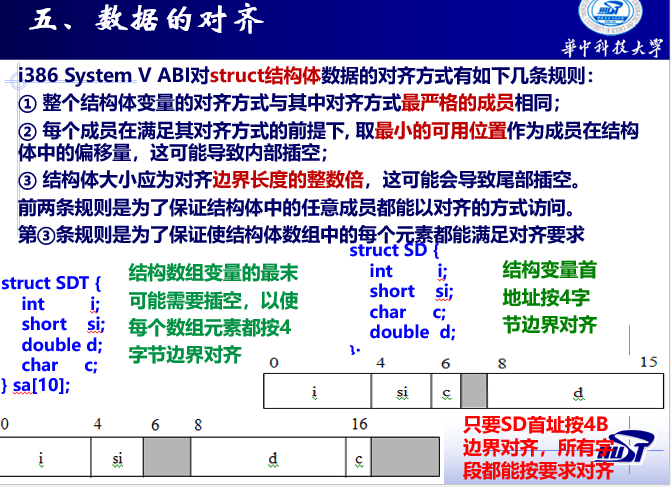 五、数据的对齐
華中科技大學
i386 System V ABI对struct结构体数据的对齐方式有如下几条规则：
① 整个结构体变量的对齐方式与其中对齐方式最严格的成员相同；
② 每个成员在满足其对齐方式的前提下, 取最小的可用位置作为成员在结构
体中的偏移量，这可能导致内部插空；
③ 结构体大小应为对齐边界长度的整数倍，这可能会导致尾部插空。
前两条规则是为了保证结构体中的任意成员都能以对齐的方式访问。
第③条规则是为了保证使结构体数组中的每个元素都能满足对齐要求
struct SDT {
int i;
short si;
double d;
char c;
} sa[10];
结构数组变量的最末
可能需要插空，以使
每个数组元素都按4
字节边界对齐
struct SD {
int i;
short si;
char c;
double d;
};
结构变量首
地址按4字
节边界对齐
0 4 6 8 15
i si c d
0 4 6 8 16
i si d c
只要SD首址按4B
边界对齐，所有字
段都能按要求对齐